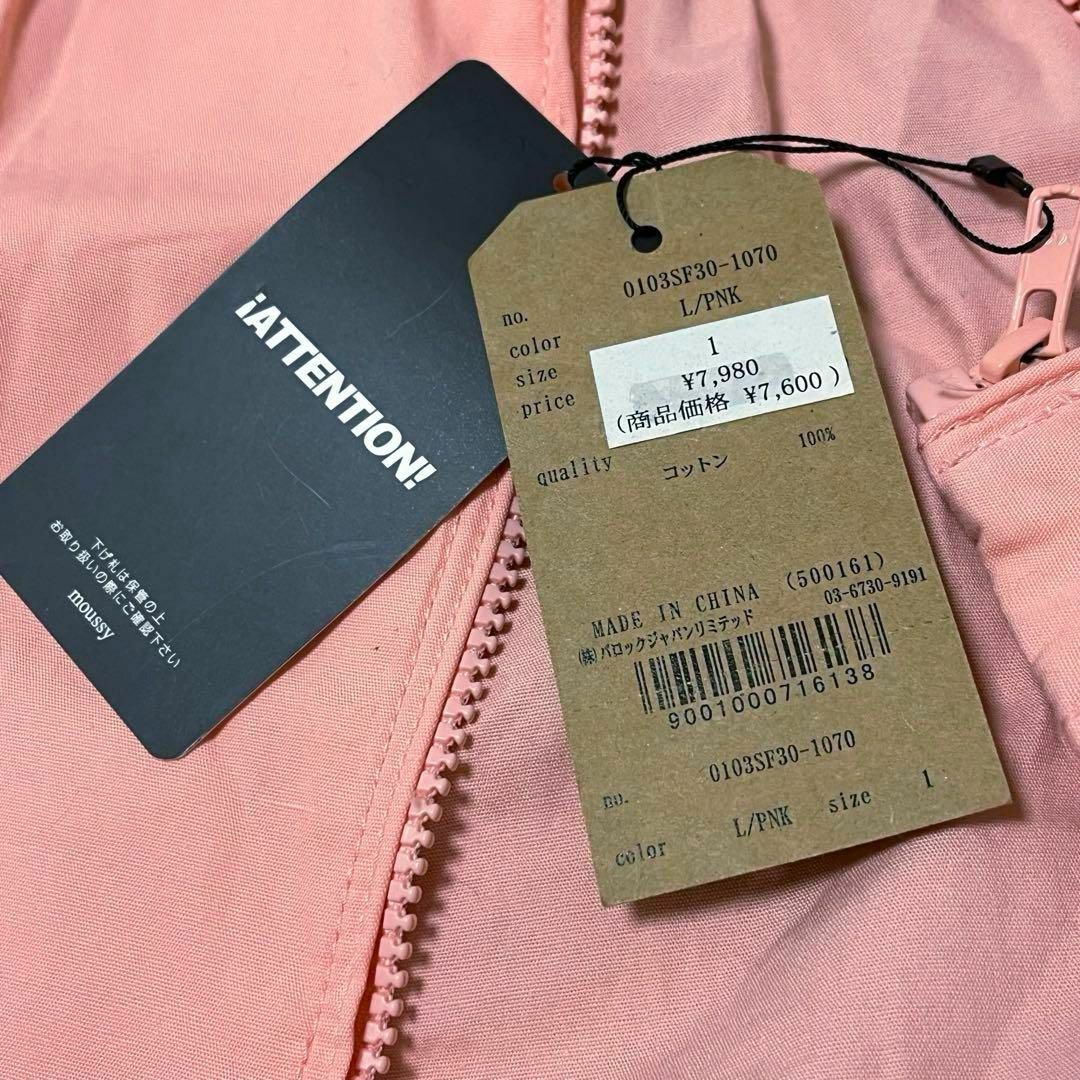 ¡ATTENTION!
下げ札は保管の上
お取り扱いの際にご確認下さい
moussy
no. 0103SF30-1070
color L/PNK
size 1
price ¥7,980
(商品価格 ¥7,600)
quality コットン 100%
MADE IN CHINA (500161)
㈱バロックジャパンリミテッド 03-6730-9191
9001000716138
no. 0103SF30-1070
color L/PNK size 1